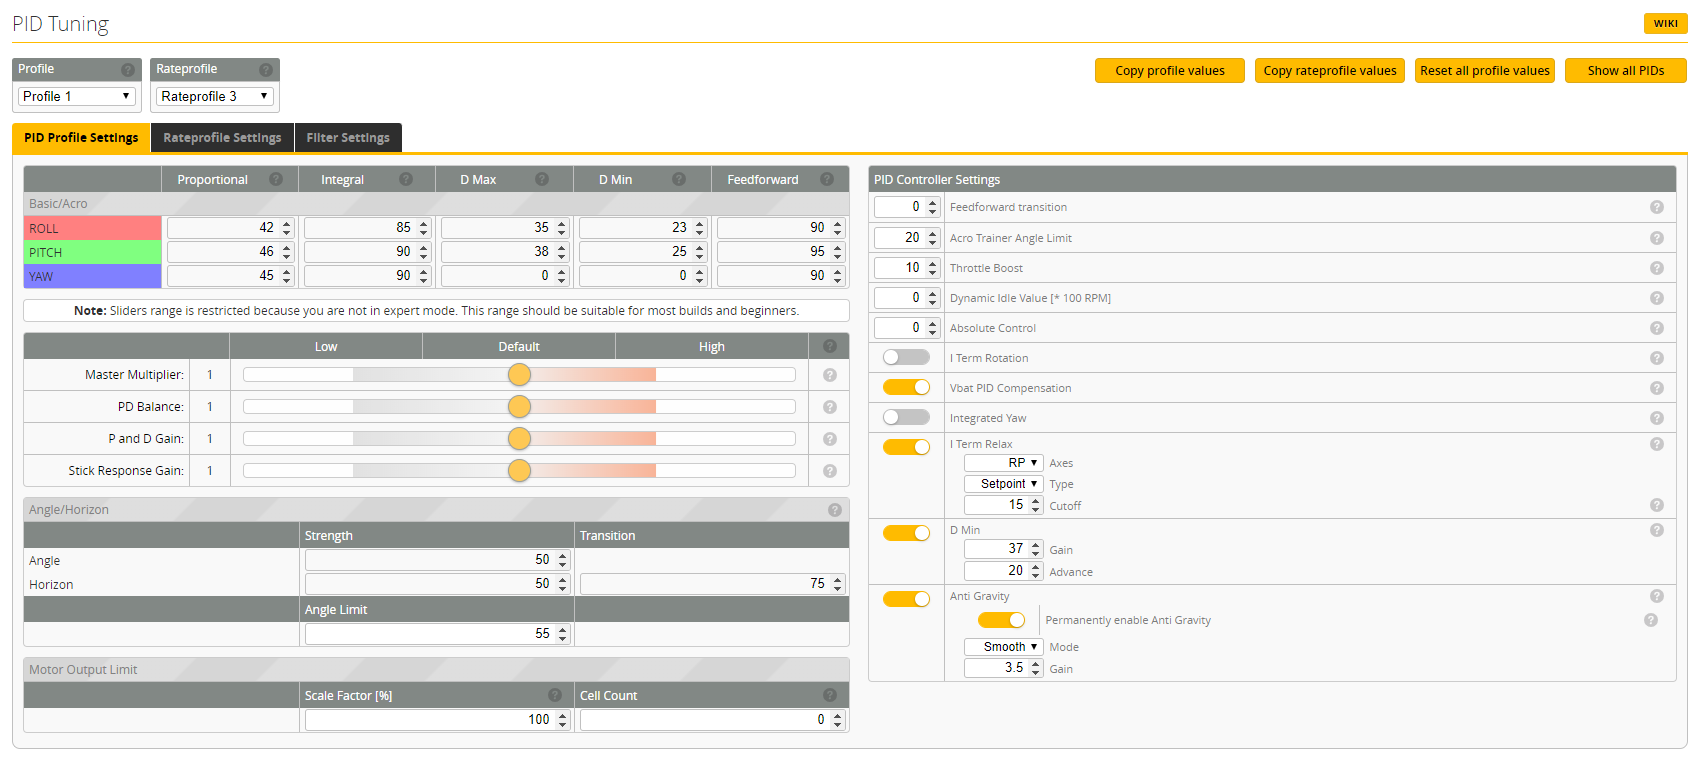 PID Tuning
WIKI
Profile ? Rateprofile ?
Profile 1 Rateprofile 3
Copy profile values Copy rateprofile values Reset all profile values Show all PIDs
PID Profile Settings Rateprofile Settings Filter Settings
Proportional ? Integral ? D Max ? D Min ? Feedforward ?
Basic/Acro
ROLL 42 85 35 23 90
PITCH 46 90 38 25 95
YAW 45 90 0 0 90
Note: Sliders range is restricted because you are not in expert mode. This range should be suitable for most builds and beginners.
Low Default High ?
Master Multiplier: 1 ?
PD Balance: 1 ?
P and D Gain: 1 ?
Stick Response Gain: 1 ?
Angle/Horizon ?
Strength Transition
Angle 50
Horizon 50 75
Angle Limit
55
Motor Output Limit
Scale Factor [%] ? Cell Count ?
100 0
PID Controller Settings
0 Feedforward transition ?
20 Acro Trainer Angle Limit ?
10 Throttle Boost ?
0 Dynamic Idle Value [* 100 RPM] ?
0 Absolute Control ?
I Term Rotation ?
Vbat PID Compensation ?
Integrated Yaw ?
I Term Relax ?
RP Axes
Setpoint Type
15 Cutoff ?
D Min ?
37 Gain
20 Advance
Anti Gravity ?
Permanently enable Anti Gravity ?
Smooth Mode
3.5 Gain